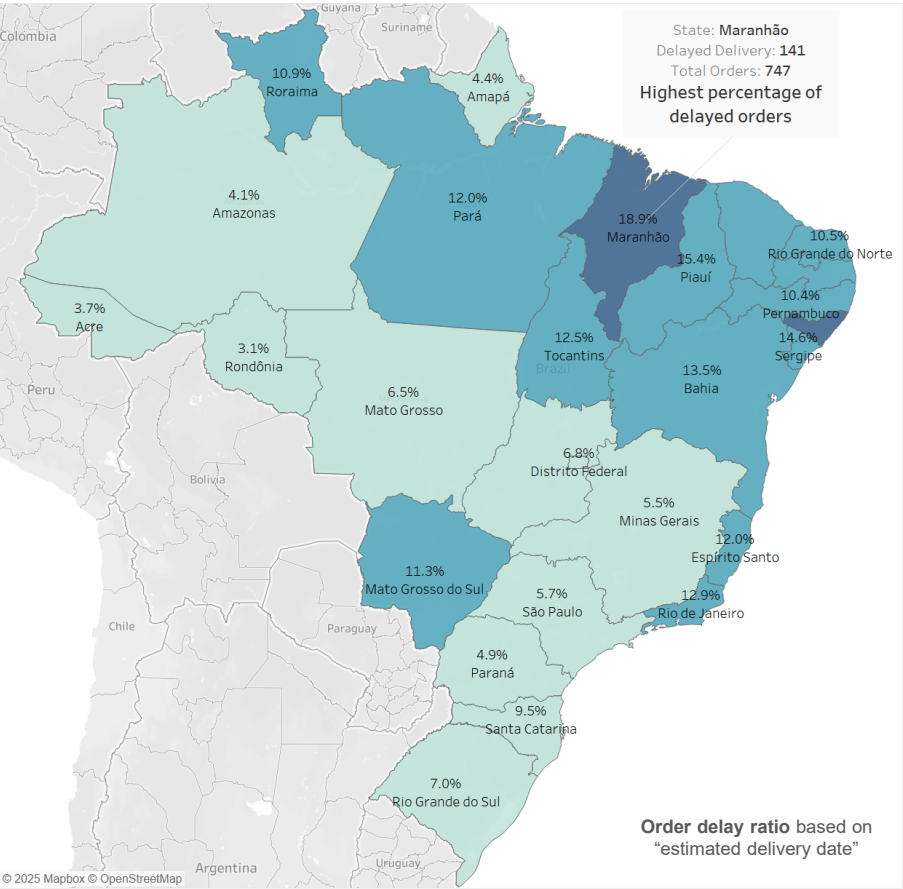 Guyana
Suriname
Colombia
State: Maranhão
Delayed Delivery: 141
Total Orders: 747
Highest percentage of
delayed orders
10.9%
Roraima
4.4%
Amapá
4.1%
Amazonas
12.0%
Pará
18.9%
Maranhão
15.4%
Piauí
10.5%
Rio Grande do Norte
10.4%
Pernambuco
14.6%
Sergipe
3.7%
Acre
3.1%
Rondônia
12.5%
Tocantins
Brazil
13.5%
Bahia
Peru
6.5%
Mato Grosso
6.8%
Distrito Federal
Bolivia
5.5%
Minas Gerais
12.0%
Espírito Santo
11.3%
Mato Grosso do Sul
5.7%
São Paulo
12.9%
Rio de Janeiro
Chile
Paraguay
4.9%
Paraná
9.5%
Santa Catarina
7.0%
Rio Grande do Sul
Order delay ratio based on
“estimated delivery date”
Argentina
Uruguay
© 2025 Mapbox © OpenStreetMap